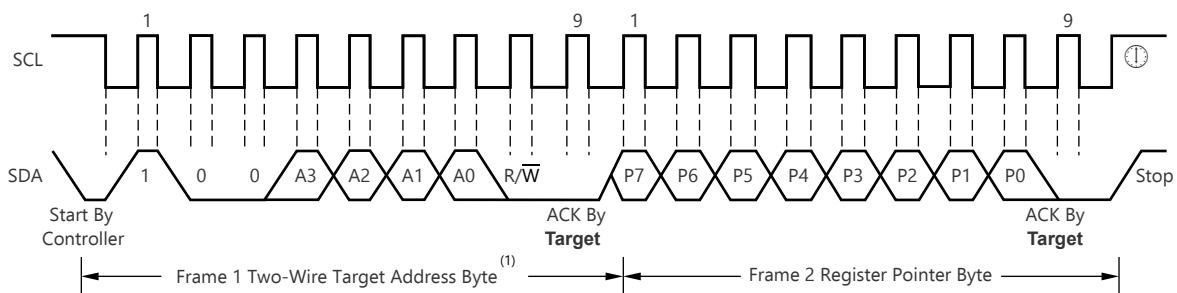 1 9 1 9
SCL
SDA 1 0 0 A3 A2 A1 A0 R/W̅ P7 P6 P5 P4 P3 P2 P1 P0 Stop
Start By
Controller
ACK By
Target
ACK By
Target
Frame 1 Two-Wire Target Address Byte (1)
Frame 2 Register Pointer Byte